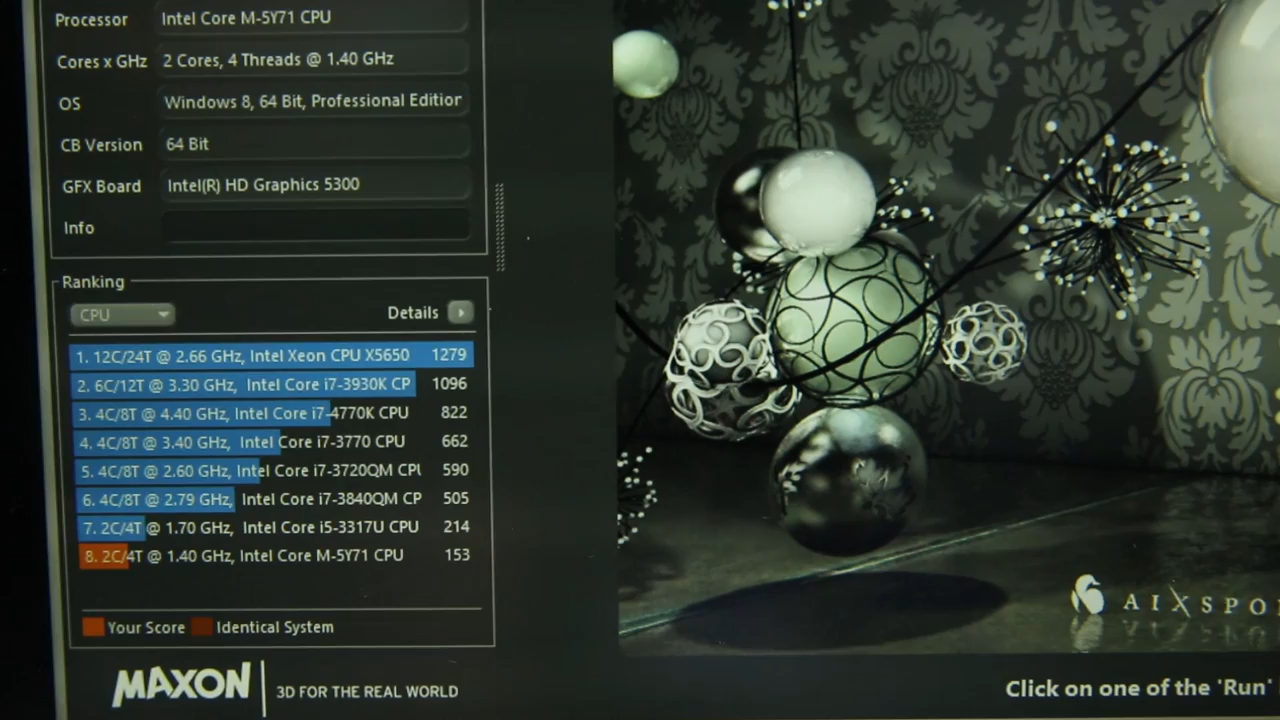 Processor Intel Core M-5Y71 CPU
Cores x GHz 2 Cores, 4 Threads @ 1.40 GHz
OS Windows 8, 64 Bit, Professional Edition
CB Version 64 Bit
GFX Board Intel(R) HD Graphics 5300
Info
Ranking
CPU Details
1. 12C/24T @ 2.66 GHz, Intel Xeon CPU X5650 1279
2. 6C/12T @ 3.30 GHz, Intel Core i7-3930K CP 1096
3. 4C/8T @ 4.40 GHz, Intel Core i7-4770K CPU 822
4. 4C/8T @ 3.40 GHz, Intel Core i7-3770 CPU 662
5. 4C/8T @ 2.60 GHz, Intel Core i7-3720QM CPU 590
6. 4C/8T @ 2.79 GHz, Intel Core i7-3840QM CP 505
7. 2C/4T @ 1.70 GHz, Intel Core i5-3317U CPU 214
8. 2C/4T @ 1.40 GHz, Intel Core M-5Y71 CPU 153
Your Score Identical System
MAXON 3D FOR THE REAL WORLD
AIXSPO
Click on one of the 'Run'